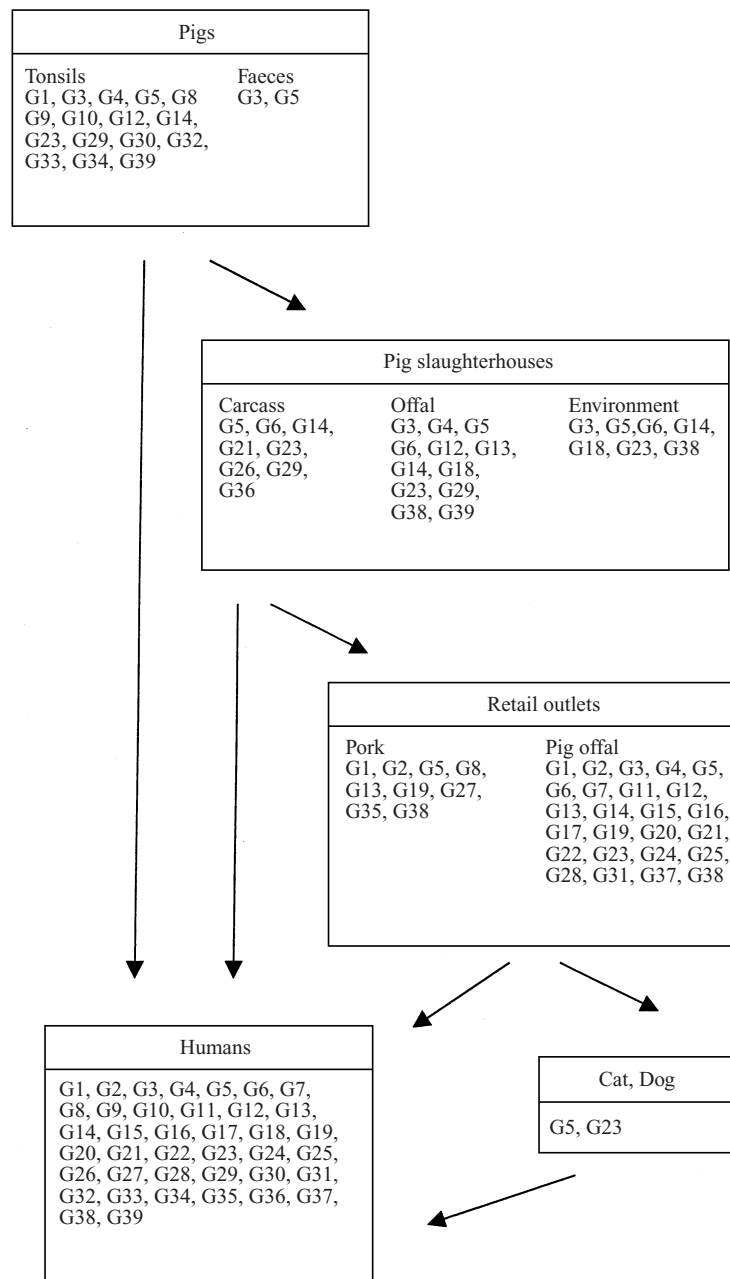 Pigs
Tonsils
G1, G3, G4, G5, G8
G9, G10, G12, G14,
G23, G29, G30, G32,
G33, G34, G39
Faeces
G3, G5
Pig slaughterhouses
Carcass
G5, G6, G14,
G21, G23,
G26, G29,
G36
Offal
G3, G4, G5
G6, G12, G13,
G14, G18,
G23, G29,
G38, G39
Environment
G3, G5,G6, G14,
G18, G23, G38
Retail outlets
Pork
G1, G2, G5, G8,
G13, G19, G27,
G35, G38
Pig offal
G1, G2, G3, G4, G5,
G6, G7, G11, G12,
G13, G14, G15, G16,
G17, G19, G20, G21,
G22, G23, G24, G25,
G28, G31, G37, G38
Humans
G1, G2, G3, G4, G5, G6, G7,
G8, G9, G10, G11, G12, G13,
G14, G15, G16, G17, G18, G19,
G20, G21, G22, G23, G24, G25,
G26, G27, G28, G29, G30, G31,
G32, G33, G34, G35, G36, G37,
G38, G39
Cat, Dog
G5, G23